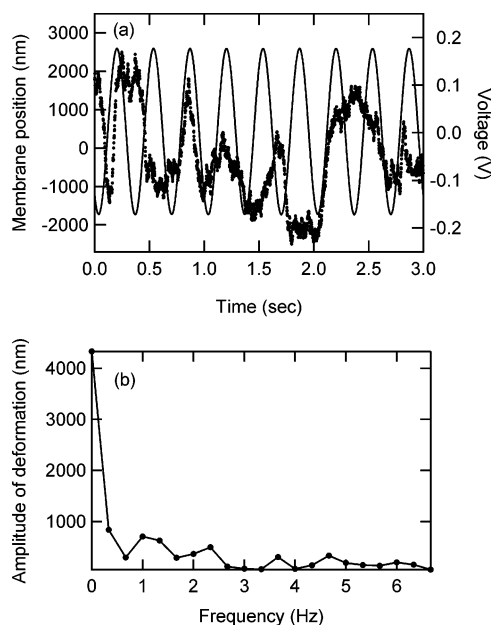 (a)
Membrane position (nm)
3000
2000
1000
0
-1000
-2000
Voltage (V)
0.2
0.1
0.0
-0.1
-0.2
0.0 0.5 1.0 1.5 2.0 2.5 3.0
Time (sec)
(b)
Amplitude of deformation (nm)
4000
3000
2000
1000
0 1 2 3 4 5 6
Frequency (Hz)